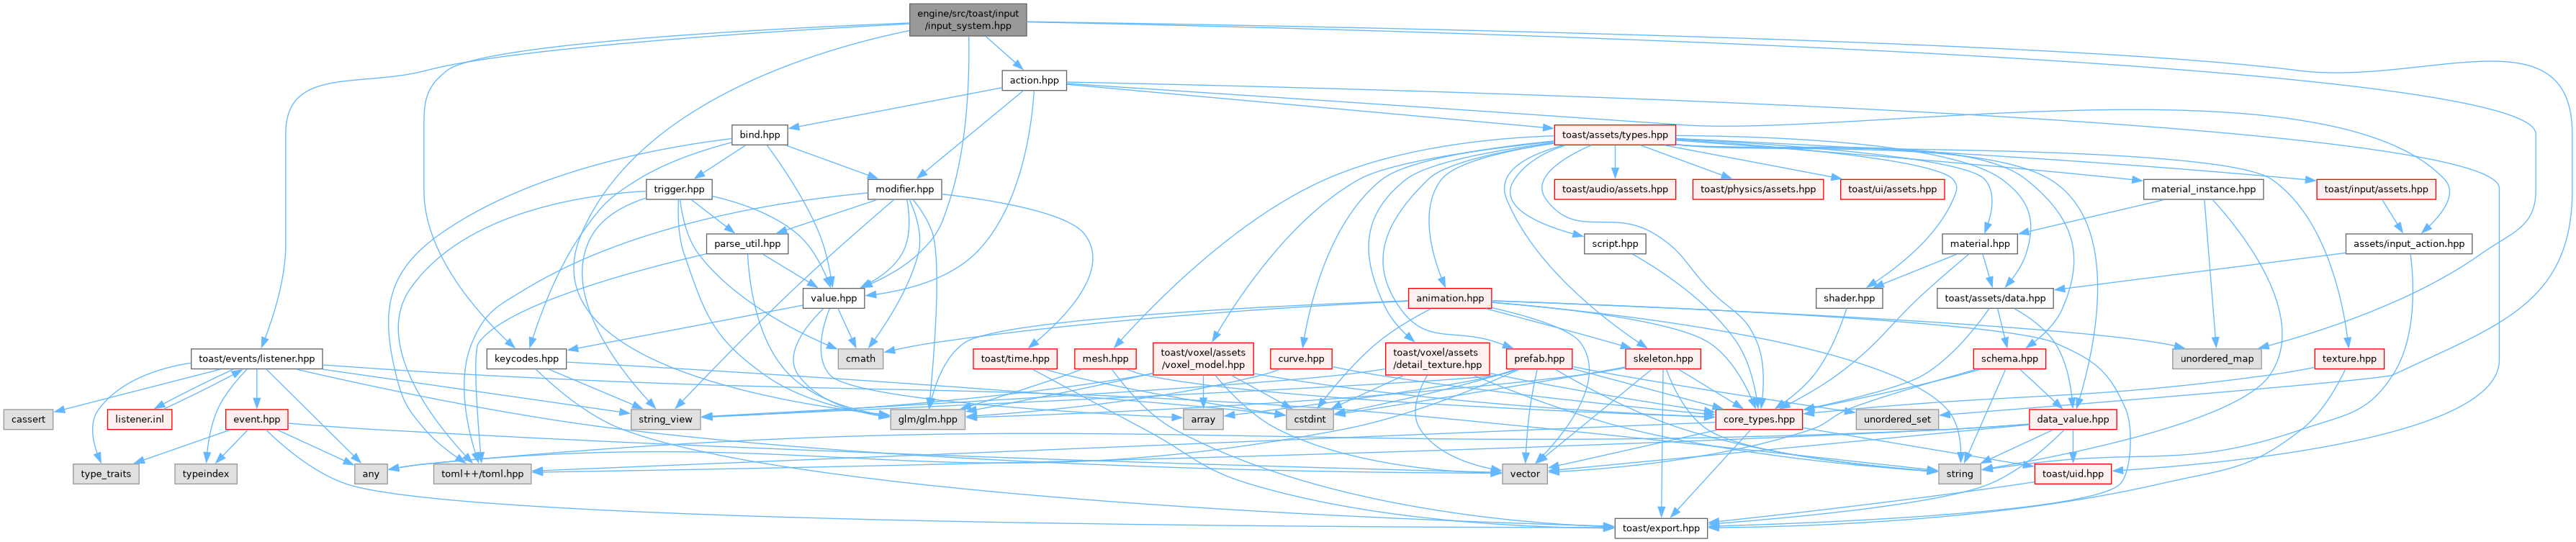 engine/src/toast/input
/input_system.hpp
action.hpp
bind.hpp
toast/assets/types.hpp
trigger.hpp
modifier.hpp
toast/audio/assets.hpp
toast/physics/assets.hpp
toast/ui/assets.hpp
material_instance.hpp
toast/input/assets.hpp
parse_util.hpp
script.hpp
material.hpp
assets/input_action.hpp
value.hpp
animation.hpp
shader.hpp
toast/assets/data.hpp
toast/events/listener.hpp
keycodes.hpp
cmath
toast/time.hpp
mesh.hpp
toast/voxel/assets
/voxel_model.hpp
curve.hpp
toast/voxel/assets
/detail_texture.hpp
prefab.hpp
skeleton.hpp
schema.hpp
unordered_map
texture.hpp
cassert
listener.inl
event.hpp
string_view
glm/glm.hpp
array
cstdint
core_types.hpp
unordered_set
data_value.hpp
type_traits
typeindex
any
toml++/toml.hpp
vector
string
toast/uid.hpp
toast/export.hpp